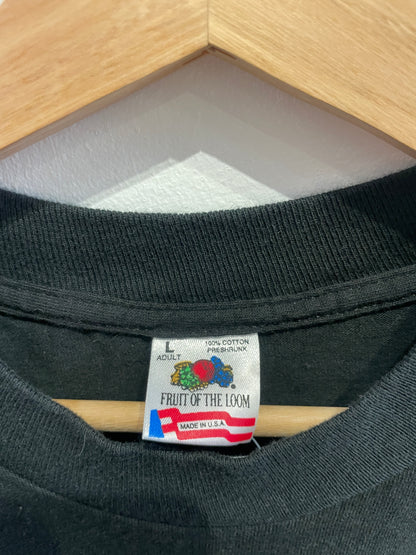 L 100% COTTON
ADULT PRESHRUNK
FRUIT OF THE LOOM
MADE IN U.S.A.